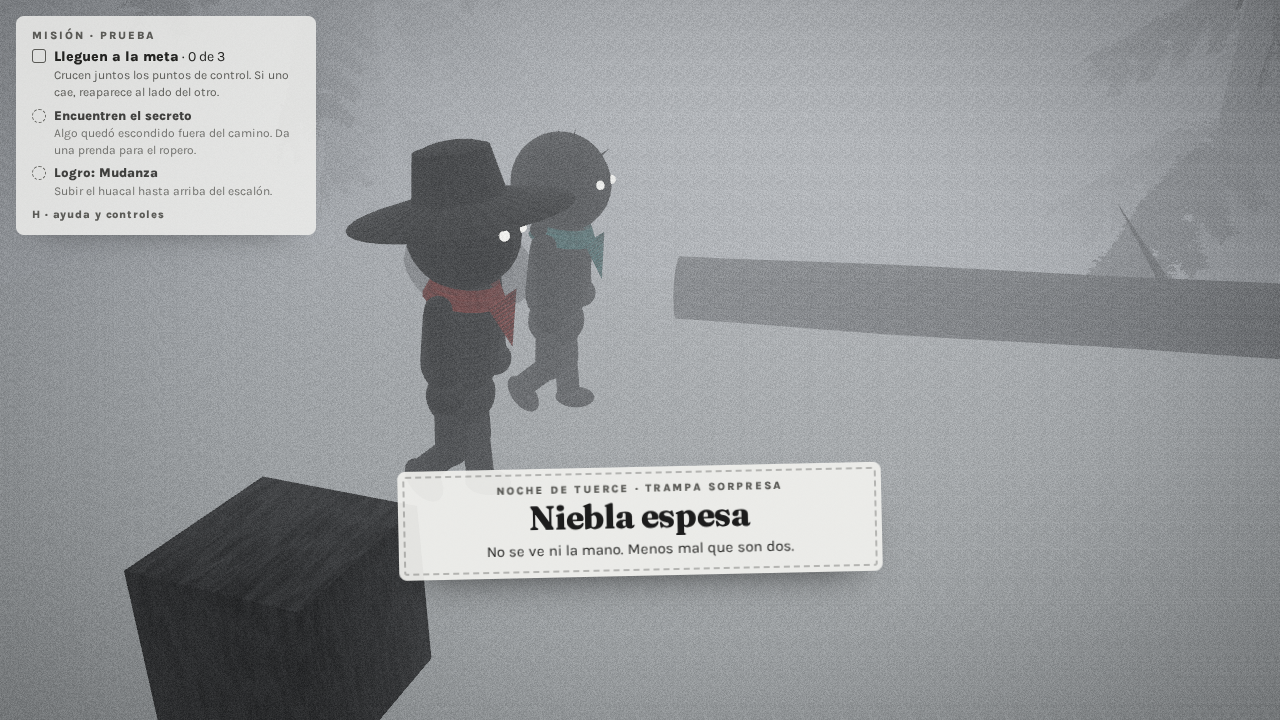 MISIÓN · PRUEBA
Lleguen a la meta · 0 de 3
Crucen juntos los puntos de control. Si uno
cae, reaparece al lado del otro.
Encuentren el secreto
Algo quedó escondido fuera del camino. Da
una prenda para el ropero.
Logro: Mudanza
Subir el huacal hasta arriba del escalón.
H · ayuda y controles
NOCHE DE TUERCE · TRAMPA SORPRESA
Niebla espesa
No se ve ni la mano. Menos mal que son dos.